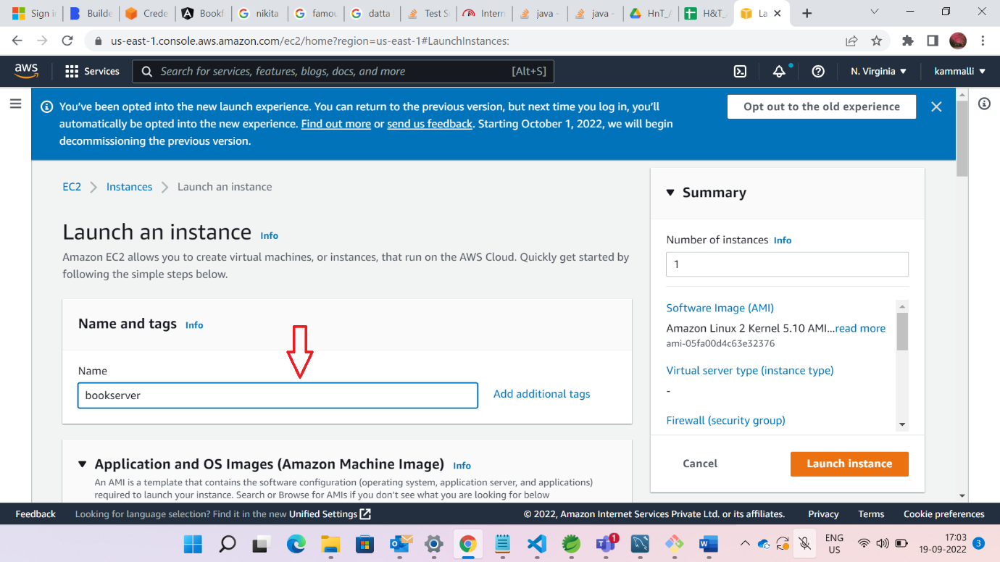 Sign i
Builde
Crede
Bookf
nikita
famou
datta
Test S
Intern
java -
java -
HnT_A
H&T_
La
us-east-1.console.aws.amazon.com/ec2/home?region=us-east-1#LaunchInstances:
aws
Services
Search for services, features, blogs, docs, and more
[Alt+S]
N. Virginia
kammalli
You've been opted into the new launch experience. You can return to the previous version, but next time you log in, you'll
automatically be opted into the new experience. Find out more or send us feedback. Starting October 1, 2022, we will begin
decommissioning the previous version.
Opt out to the old experience
EC2
Instances
Launch an instance
Launch an instance Info
Amazon EC2 allows you to create virtual machines, or instances, that run on the AWS Cloud. Quickly get started by
following the simple steps below.
Name and tags Info
Name
bookserver
Add additional tags
Application and OS Images (Amazon Machine Image) Info
An AMI is a template that contains the software configuration (operating system, application server, and applications)
required to launch your instance. Search or Browse for AMIs if you don't see what you are looking for below
Summary
Number of instances Info
1
Software Image (AMI)
Amazon Linux 2 Kernel 5.10 AMI...read more
ami-05fa00d4c63e32376
Virtual server type (instance type)
-
Firewall (security group)
Cancel
Launch instance
Feedback
Looking for language selection? Find it in the new Unified Settings
© 2022, Amazon Internet Services Private Ltd. or its affiliates.
Privacy
Terms
Cookie preferences
1
ENG
US
17:03
19-09-2022
3